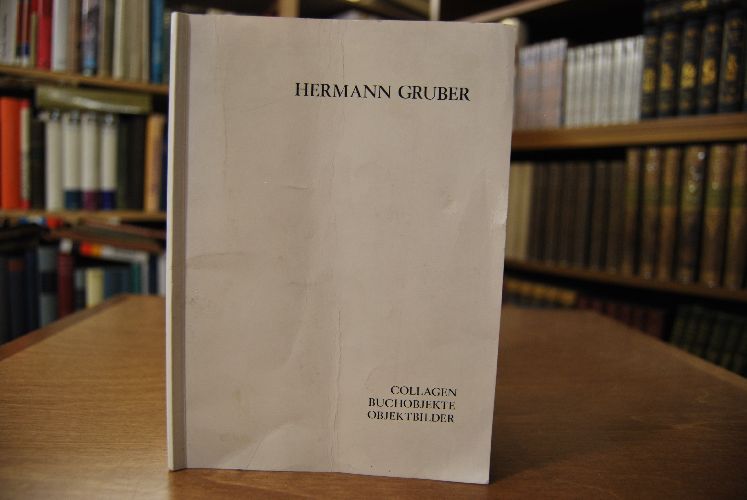 HERMANN GRUBER
COLLAGEN
BUCHOBJEKTE
OBJEKTBILDER